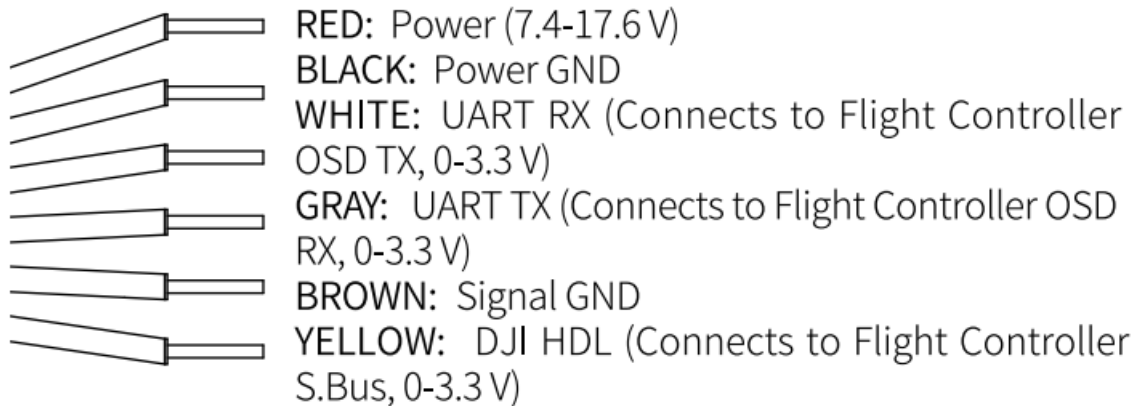 RED: Power (7.4-17.6 V)
BLACK: Power GND
WHITE: UART RX (Connects to Flight Controller
OSD TX, 0-3.3 V)
GRAY: UART TX (Connects to Flight Controller OSD
RX, 0-3.3 V)
BROWN: Signal GND
YELLOW: DJI HDL (Connects to Flight Controller
S.Bus, 0-3.3 V)